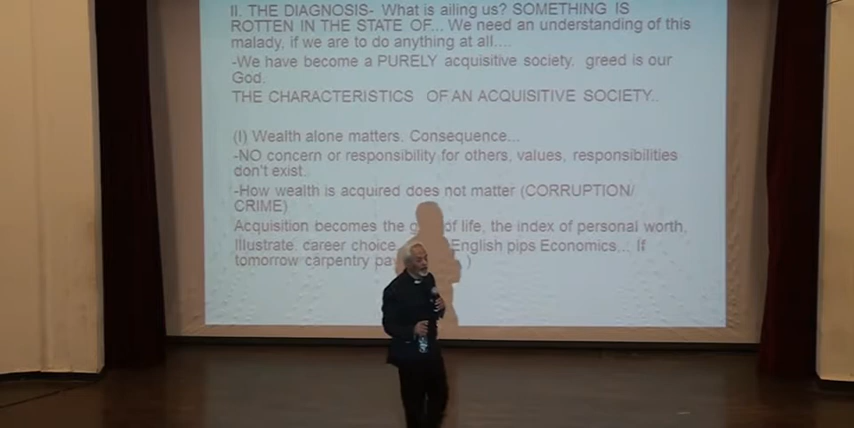 II. THE DIAGNOSIS- What is ailing us? SOMETHING IS
ROTTEN IN THE STATE OF... We need an understanding of this
malady, if we are to do anything at all....
-We have become a PURELY acquisitive society. greed is our
God.
THE CHARACTERISTICS OF AN ACQUISITIVE SOCIETY..
(I) Wealth alone matters. Consequence...
-NO concern or responsibility for others, values, responsibilities
don't exist.
-How wealth is acquired does not matter (CORRUPTION/
CRIME)
Acquisition becomes the of life, the index of personal worth.
Illustrate. career choice English pips Economics... If
tomorrow carpentry )